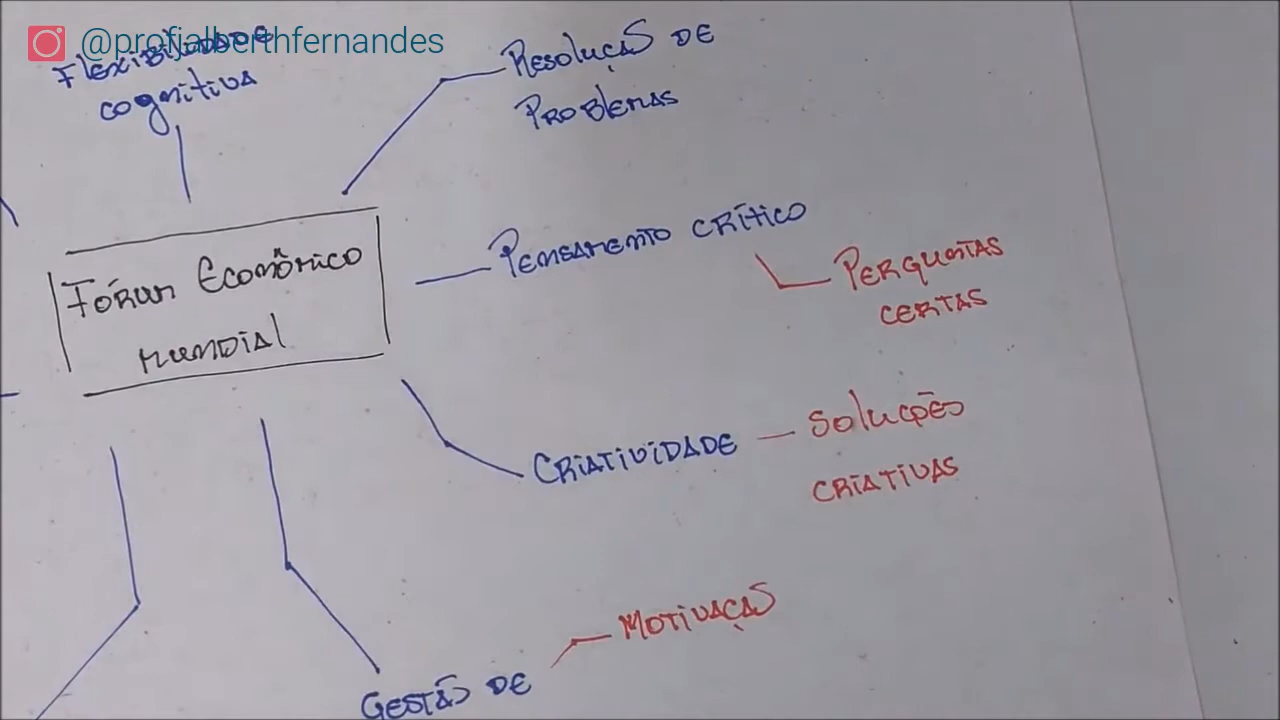 @profjalberthfernandes
Flexibilidade
cognitiva
Resolução de
Problemas
Pensamento crítico
Perguntas
certas
Fórum Econômico
Mundial
Criatividade
Soluções
criativas
Motivação
Gestão de